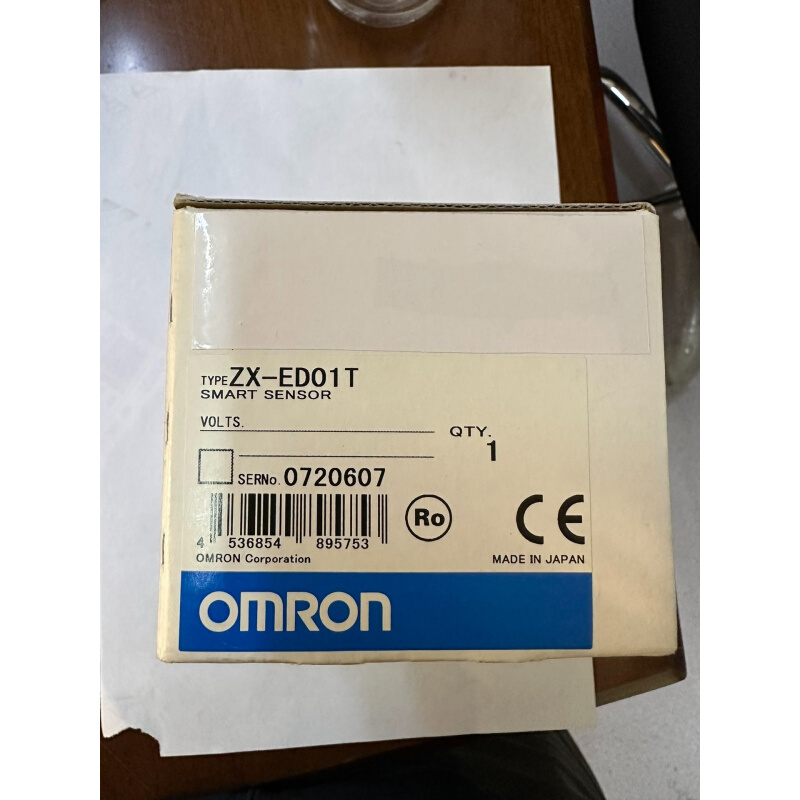 TYPE ZX-ED01T
SMART SENSOR
VOLTS.
QTY.
1
SERNo. 0720607
4 536854 895753
Ro
CE
OMRON Corporation
MADE IN JAPAN
OMRON